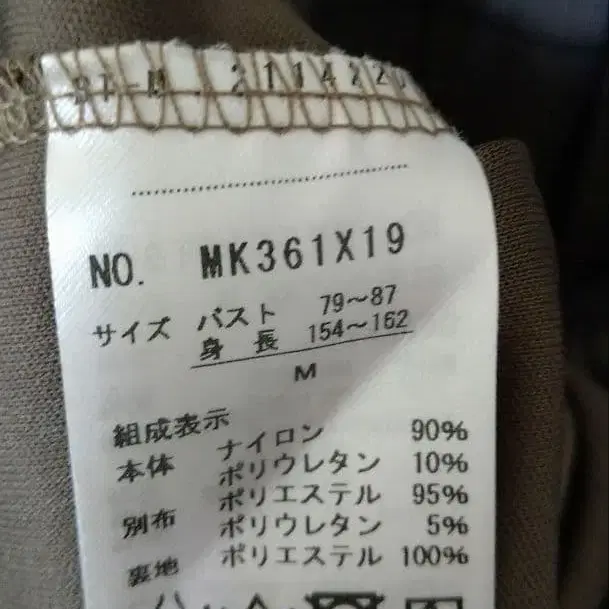 NO. MK361X19
サイズ バスト 79～87
身長 154～162
M
組成表示
本体 ナイロン 90%
ポリウレタン 10%
別布 ポリエステル 95%
ポリウレタン 5%
裏地 ポリエステル 100%